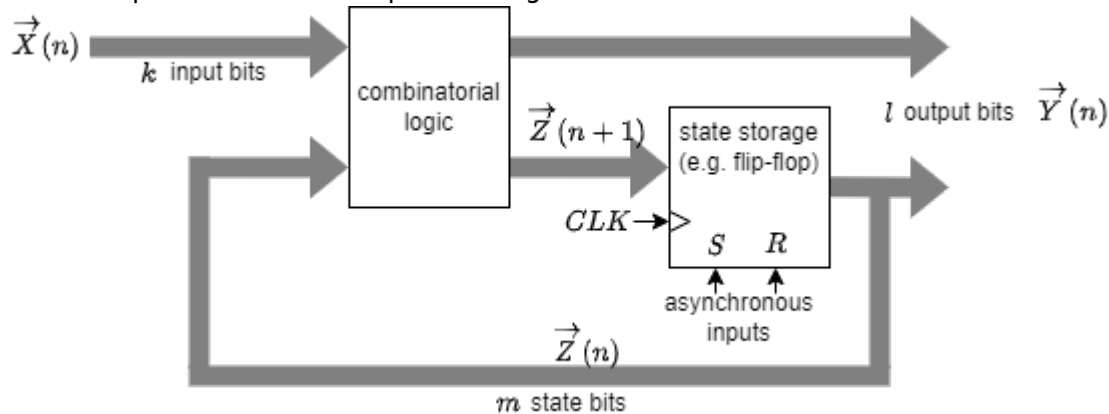 X⃗(n)
k input bits
combinatorial
logic
Z⃗(n + 1)
state storage
(e.g. flip-flop)
l output bits Y⃗(n)
CLK
S R
asynchronous
inputs
Z⃗(n)
m state bits